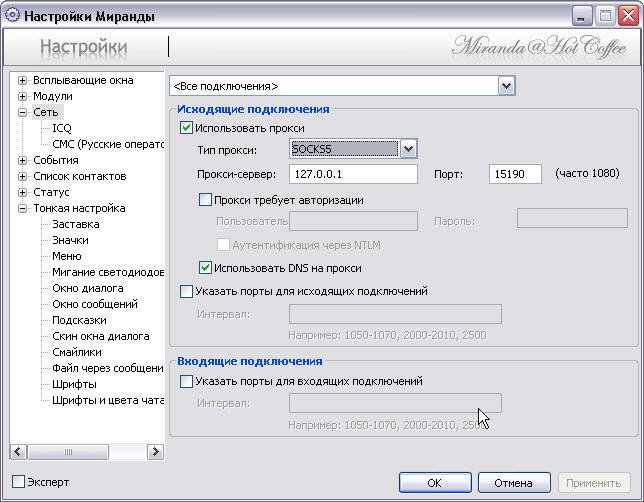 Настройки Миранды
Настройки
Miranda@Hot Coffee
Всплывающие окна
Модули
Сеть
ICQ
СМС (Русские операто
События
Список контактов
Статус
Тонкая настройка
Заставка
Значки
Меню
Мигание светодиодов
Окно диалога
Окно сообщений
Подсказки
Скин окна диалога
Смайлики
Файл через сообщени
Шрифты
Шрифты и цвета чата
<Все подключения>
Исходящие подключения
Использовать прокси
Тип прокси: SOCKS5
Прокси-сервер: 127.0.0.1 Порт: 15190 (часто 1080)
Прокси требует авторизации
Пользователь Пароль:
Аутентификация через NTLM
Использовать DNS на прокси
Указать порты для исходящих подключений
Интервал:
Например: 1050-1070, 2000-2010, 2500
Входящие подключения
Указать порты для входящих подключений
Интервал:
Например: 1050-1070, 2000-2010, 2500
Эксперт
OK Отмена Применить